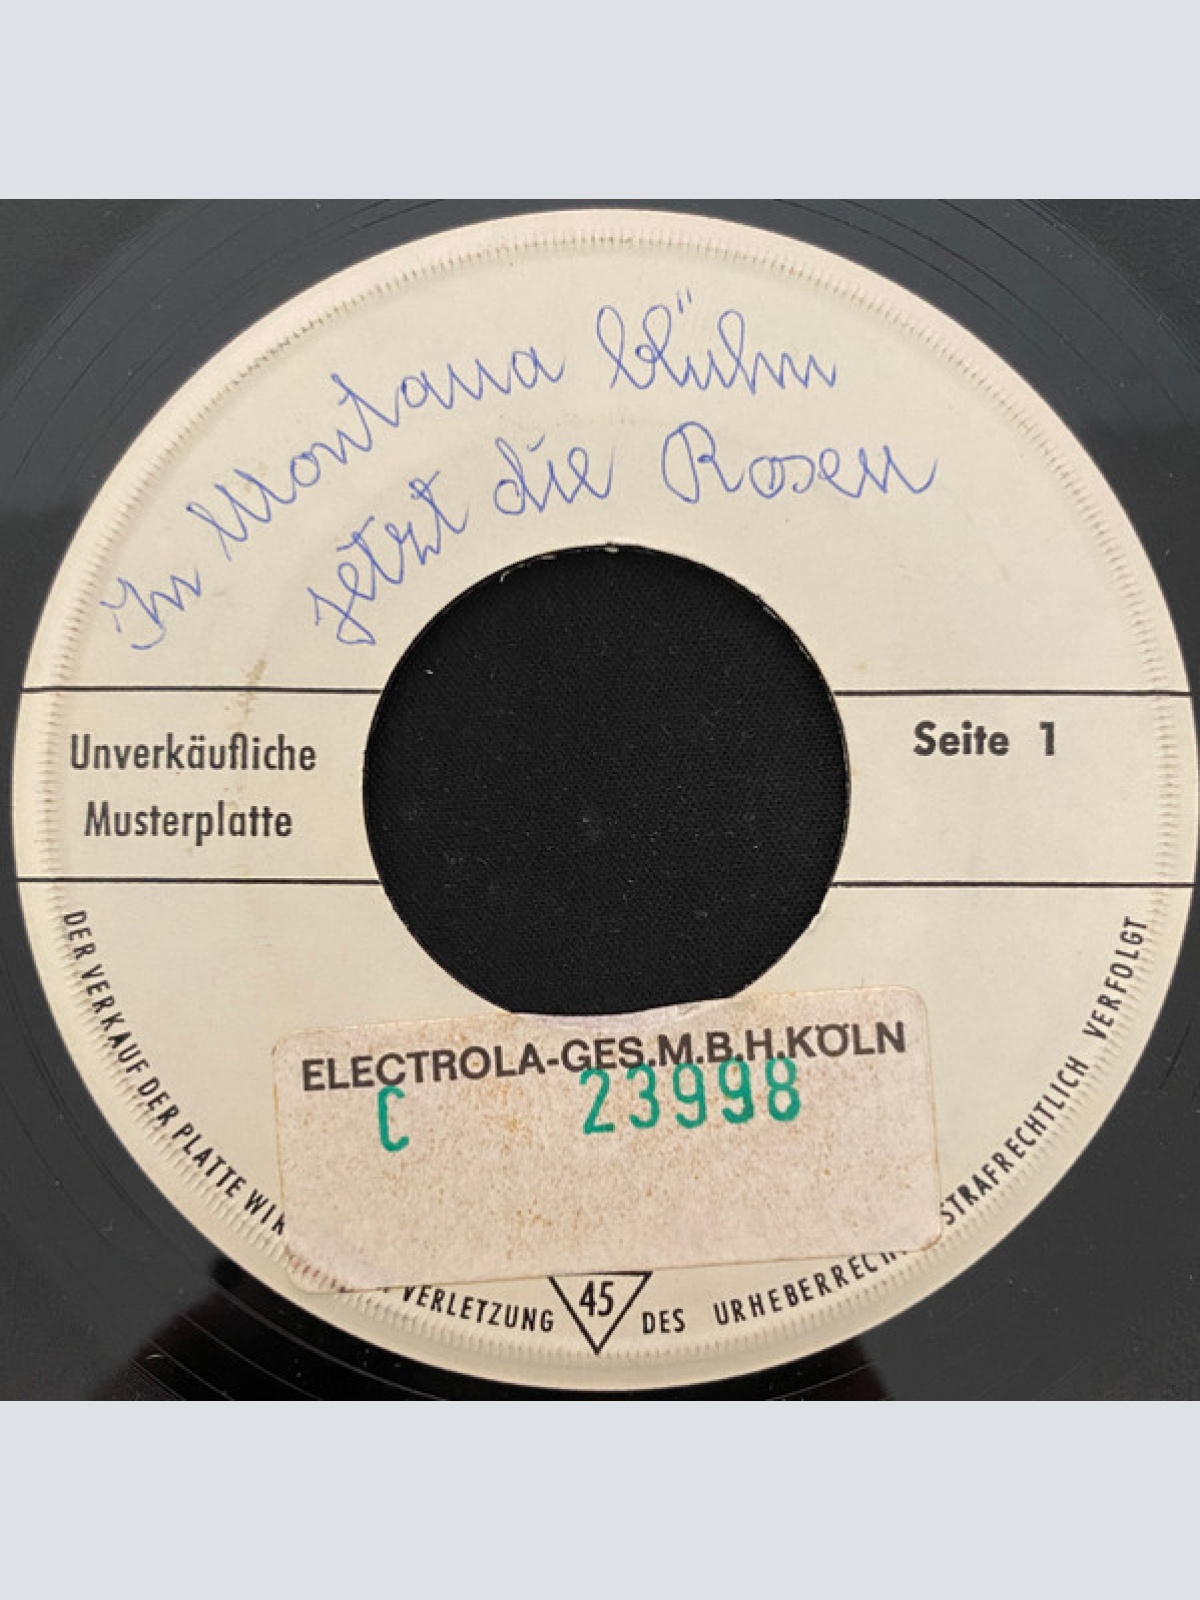 In Montana blühn
jetzt die Rosen
Unverkäufliche
Musterplatte
Seite 1
ELECTROLA-GES.M.B.H.KÖLN
C 23998
DER VERKAUF DER PLATTE VERLETZUNG
45
DES URHEBERRECH STRAFRECHTLICH VERFOLGT